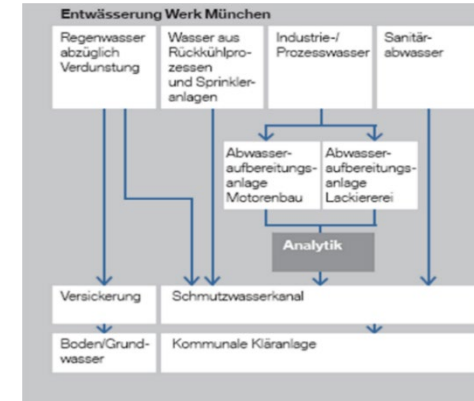 Entwässerung Werk München
Regenwasser
abzüglich
Verdunstung
Wasser aus
Rückkühlpro-
zessen
und Sprinkler-
anlagen
Industrie-/
Prozesswasser
Sanitär-
abwasser
Abwasser-
aufbereitungs-
anlage
Motorenbau
Abwasser-
aufbereitungs-
anlage
Lackiererei
Analytik
Versickerung
Schmutzwasserkanal
Boden/Grund-
wasser
Kommunale Kläranlage